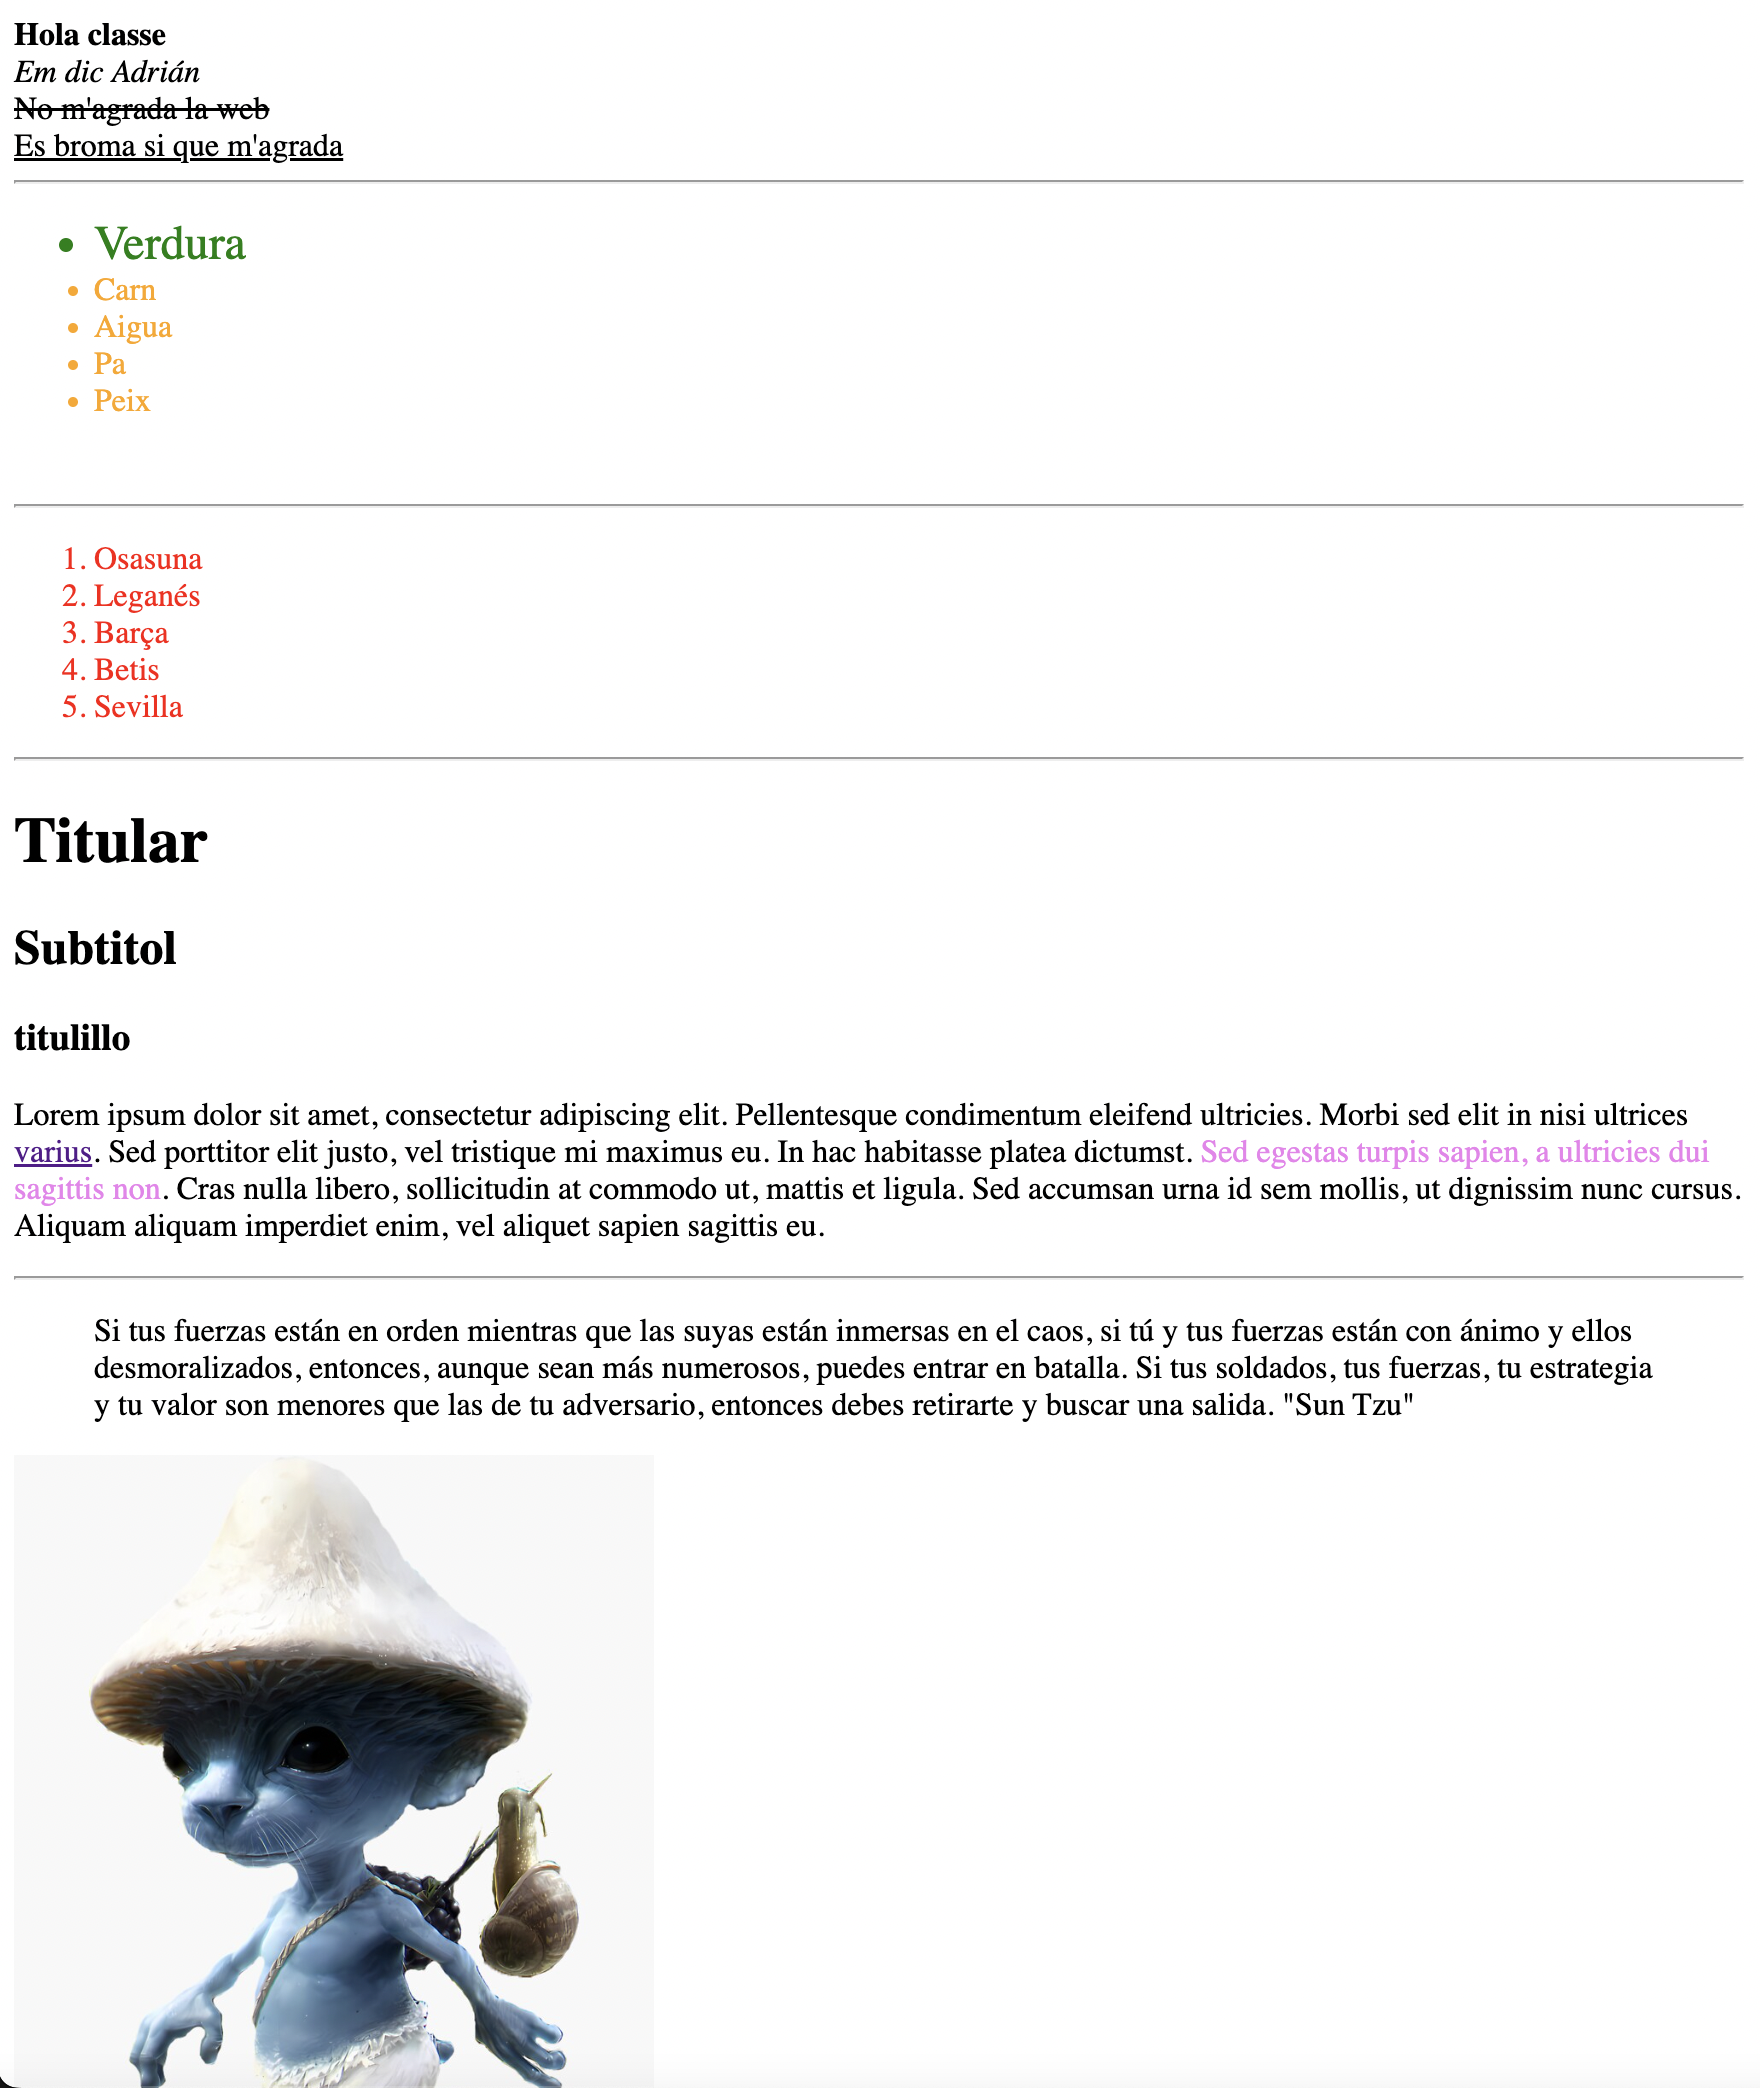 Hola classe
Em dic Adrián
No m'agrada la web
Es broma si que m'agrada
• Verdura
• Carn
• Aigua
• Pa
• Peix
1. Osasuna
2. Leganés
3. Barça
4. Betis
5. Sevilla
Titular
Subtitol
titulillo
Lorem ipsum dolor sit amet, consectetur adipiscing elit. Pellentesque condimentum eleifend ultricies. Morbi sed elit in nisi ultrices
varius. Sed porttitor elit justo, vel tristique mi maximus eu. In hac habitasse platea dictumst. Sed egestas turpis sapien, a ultricies dui
sagittis non. Cras nulla libero, sollicitudin at commodo ut, mattis et ligula. Sed accumsan urna id sem mollis, ut dignissim nunc cursus.
Aliquam aliquam imperdiet enim, vel aliquet sapien sagittis eu.
Si tus fuerzas están en orden mientras que las suyas están inmersas en el caos, si tú y tus fuerzas están con ánimo y ellos
desmoralizados, entonces, aunque sean más numerosos, puedes entrar en batalla. Si tus soldados, tus fuerzas, tu estrategia
y tu valor son menores que las de tu adversario, entonces debes retirarte y buscar una salida. "Sun Tzu"